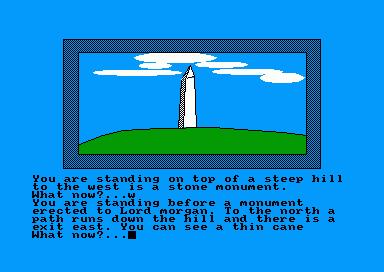 You are standing on top of a steep hill
to the west is a stone monument.
What now?...w
You are standing before a monument
erected to Lord morgan. To the north a
path runs down the hill and there is a
exit east. You can see a thin cane
What now?...